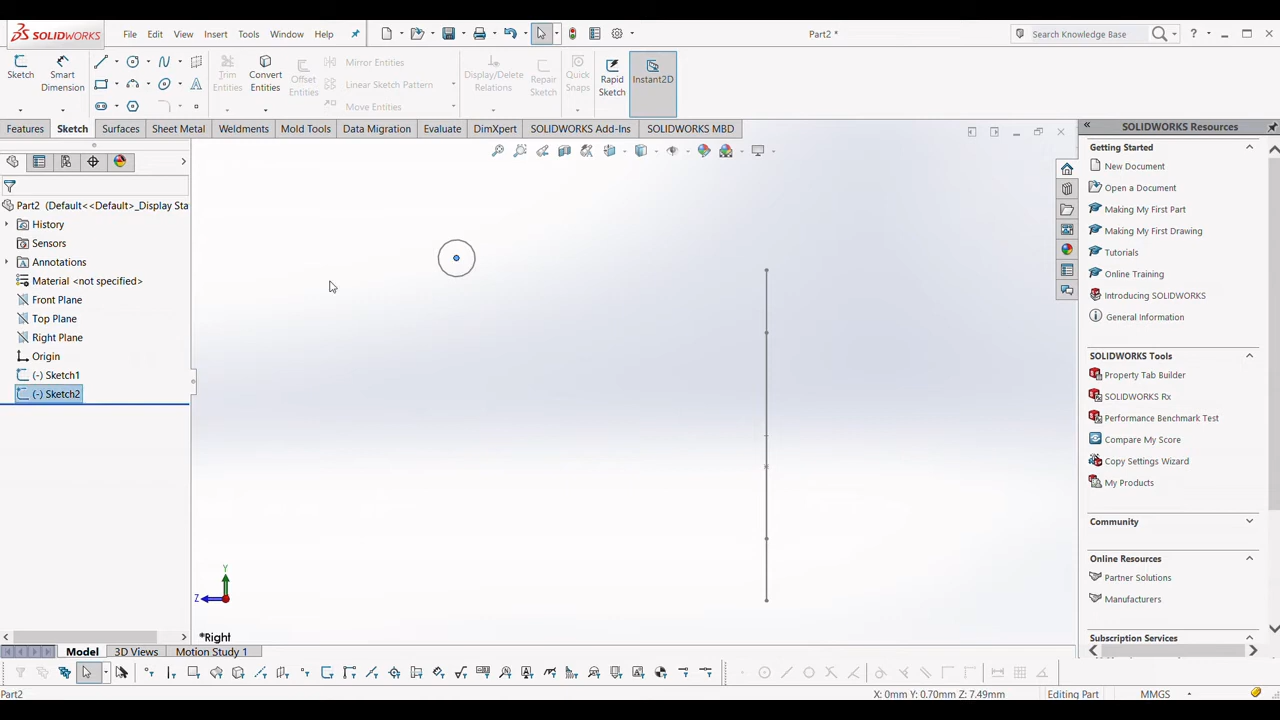 SOLIDWORKS File Edit View Insert Tools Window Help Part2 * Search Knowledge Base ?
Sketch Smart Dimension Trim Entities Convert Entities Offset Entities Mirror Entities Linear Sketch Pattern Move Entities Display/Delete Relations Repair Sketch Quick Snaps Rapid Sketch Instant2D
Features Sketch Surfaces Sheet Metal Weldments Mold Tools Data Migration Evaluate DimXpert SOLIDWORKS Add-Ins SOLIDWORKS MBD
Part2 (Default<<Default>_Display Sta
History
Sensors
Annotations
Material <not specified>
Front Plane
Top Plane
Right Plane
Origin
(-) Sketch1
(-) Sketch2
Y
Z
*Right
SOLIDWORKS Resources
Getting Started
New Document
Open a Document
Making My First Part
Making My First Drawing
Tutorials
Online Training
Introducing SOLIDWORKS
General Information
SOLIDWORKS Tools
Property Tab Builder
SOLIDWORKS Rx
Performance Benchmark Test
Compare My Score
Copy Settings Wizard
My Products
Community
Online Resources
Partner Solutions
Manufacturers
Subscription Services
Model 3D Views Motion Study 1
Part2 X: 0mm Y: 0.70mm Z: 7.49mm Editing Part MMGS